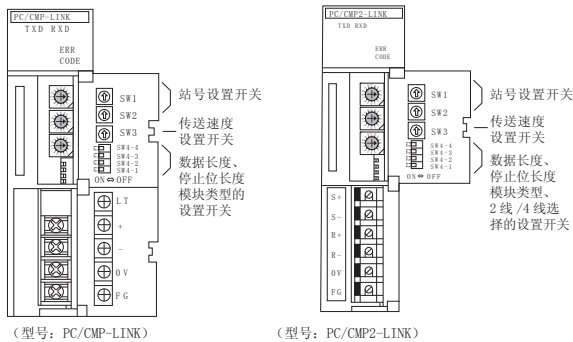 PC/CMP-LINK
TXD RXD
ERR
CODE
SW1
SW2
SW3
SW4-4
SW4-3
SW4-2
SW4-1
ON⇔OFF
站号设置开关
传送速度
设置开关
数据长度、
停止位长度
模块类型的
设置开关
LT
+
-
0V
FG
（型号：PC/CMP-LINK）
PC/CMP2-LINK
TXD RXD
ERR
CODE
SW1
SW2
SW3
SW4-4
SW4-3
SW4-2
SW4-1
ON⇔OFF
站号设置开关
传送速度
设置开关
数据长度、
停止位长度
模块类型、
2线/4线选
择的设置开关
S+
S-
R+
R-
0V
FG
（型号：PC/CMP2-LINK）